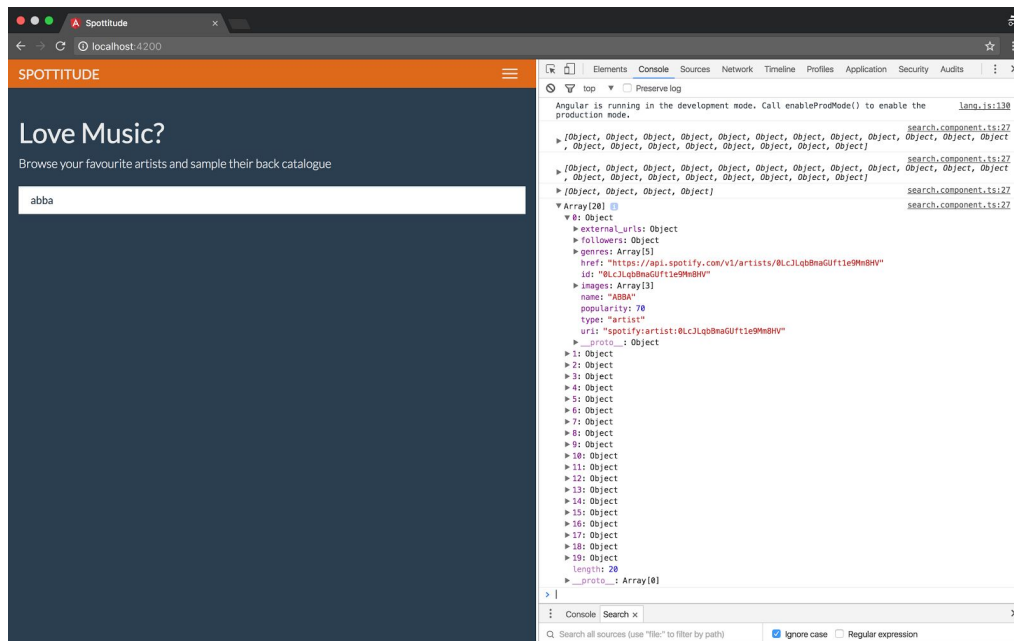 Spottitude ×
localhost:4200
SPOTTITUDE
Love Music?
Browse your favourite artists and sample their back catalogue
abba
Elements Console Sources Network Timeline Profiles Application Security Audits
top ▼ Preserve log
Angular is running in the development mode. Call enableProdMode() to enable the lang.js:130
production mode.
search.component.ts:27
▶ [Object, Object, Object, Object, Object, Object, Object, Object, Object, Object, Object, Object
, Object, Object, Object, Object, Object, Object, Object, Object]
search.component.ts:27
▶ [Object, Object, Object, Object, Object, Object, Object, Object, Object, Object, Object, Object
, Object, Object, Object, Object, Object, Object, Object, Object]
▶ [Object, Object, Object, Object] search.component.ts:27
▼ Array[20] search.component.ts:27
▼ 0: Object
▶ external_urls: Object
▶ followers: Object
▶ genres: Array[5]
href: "https://api.spotify.com/v1/artists/0LcJLqbBmaGUft1e9Mm8HV"
id: "0LcJLqbBmaGUft1e9Mm8HV"
▶ images: Array[3]
name: "ABBA"
popularity: 70
type: "artist"
uri: "spotify:artist:0LcJLqbBmaGUft1e9Mm8HV"
▶ __proto__: Object
▶ 1: Object
▶ 2: Object
▶ 3: Object
▶ 4: Object
▶ 5: Object
▶ 6: Object
▶ 7: Object
▶ 8: Object
▶ 9: Object
▶ 10: Object
▶ 11: Object
▶ 12: Object
▶ 13: Object
▶ 14: Object
▶ 15: Object
▶ 16: Object
▶ 17: Object
▶ 18: Object
▶ 19: Object
length: 20
▶ __proto__: Array[0]
>
Console Search ×
Search all sources (use "file:" to filter by path) Ignore case Regular expression